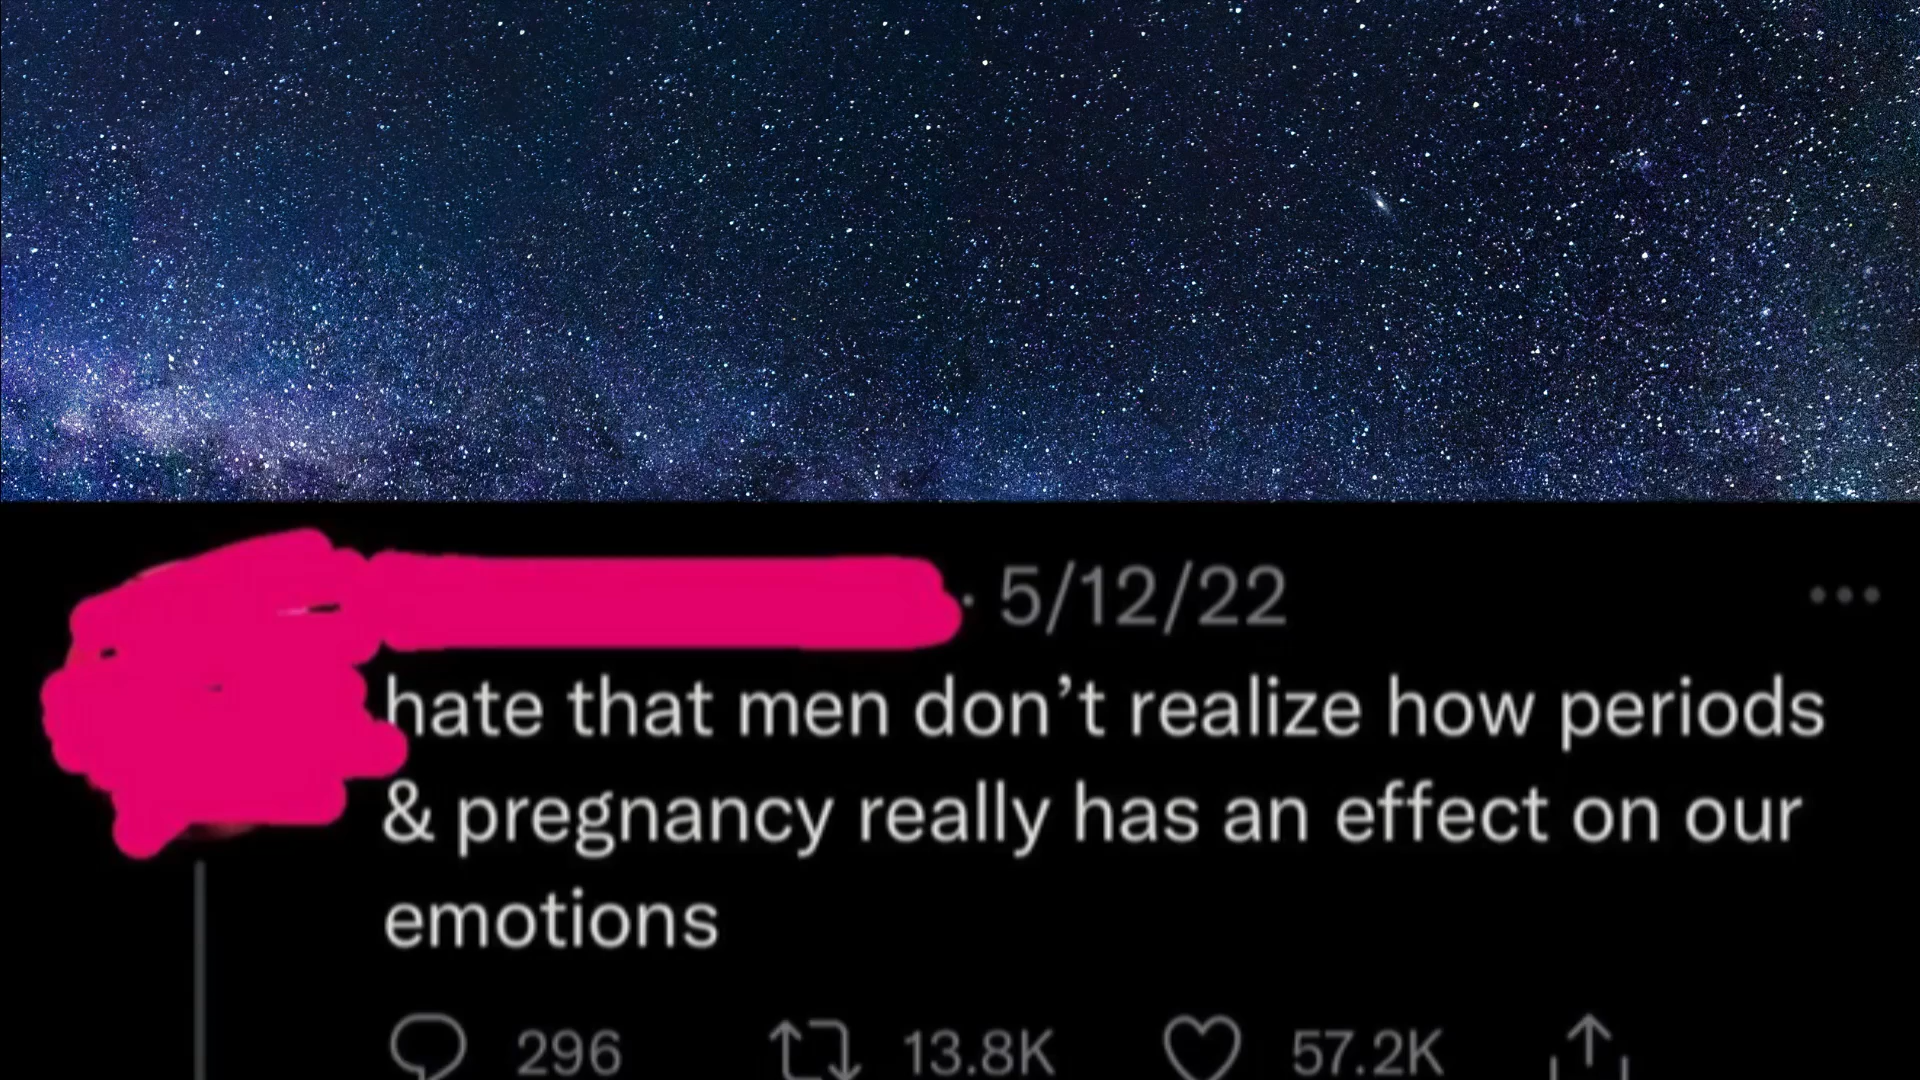 · 5/12/22
hate that men don’t realize how periods
& pregnancy really has an effect on our
emotions
296 13.8K 57.2K